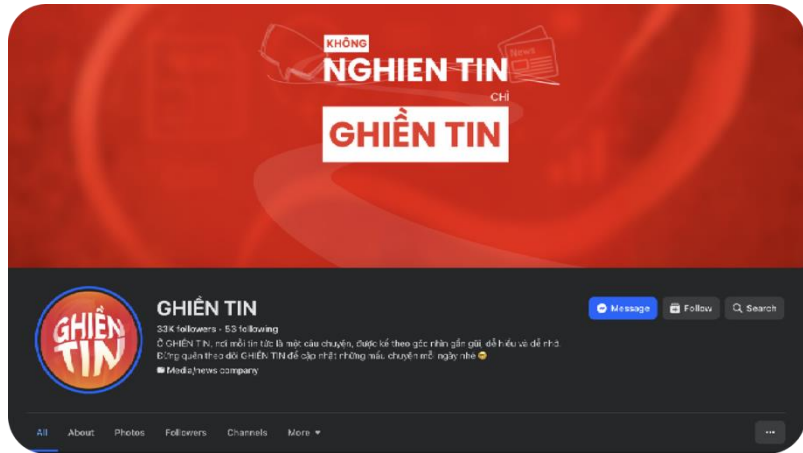 KHÔNG
NGHIEN TIN
News
CHỈ
GHIỀN TIN
GHIỀN
TIN
GHIỀN TIN
33K followers • 53 following
Ở GHIỀN TIN, nơi mỗi tin tức là một câu chuyện, được kể theo góc nhìn gần gũi, dễ hiểu và dễ nhớ.
Đừng quên theo dõi GHIỀN TIN để cập nhật những mẩu chuyện mỗi ngày nhé 🤓
Media/news company
Message
Follow
Search
All
About
Photos
Followers
Channels
More